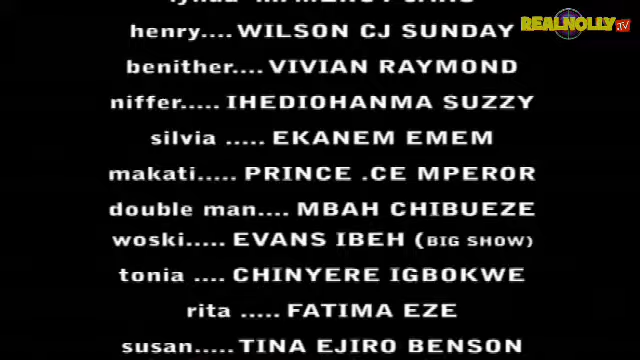 REALNOLLY.TV
henry.... WILSON CJ SUNDAY
benither.... VIVIAN RAYMOND
niffer..... IHEDIOHANMA SUZZY
silvia ..... EKANEM EMEM
makati..... PRINCE .CE MPEROR
double man.... MBAH CHIBUEZE
woski..... EVANS IBEH (BIG SHOW)
tonia .... CHINYERE IGBOKWE
rita ..... FATIMA EZE
susan..... TINA EJIRO BENSON